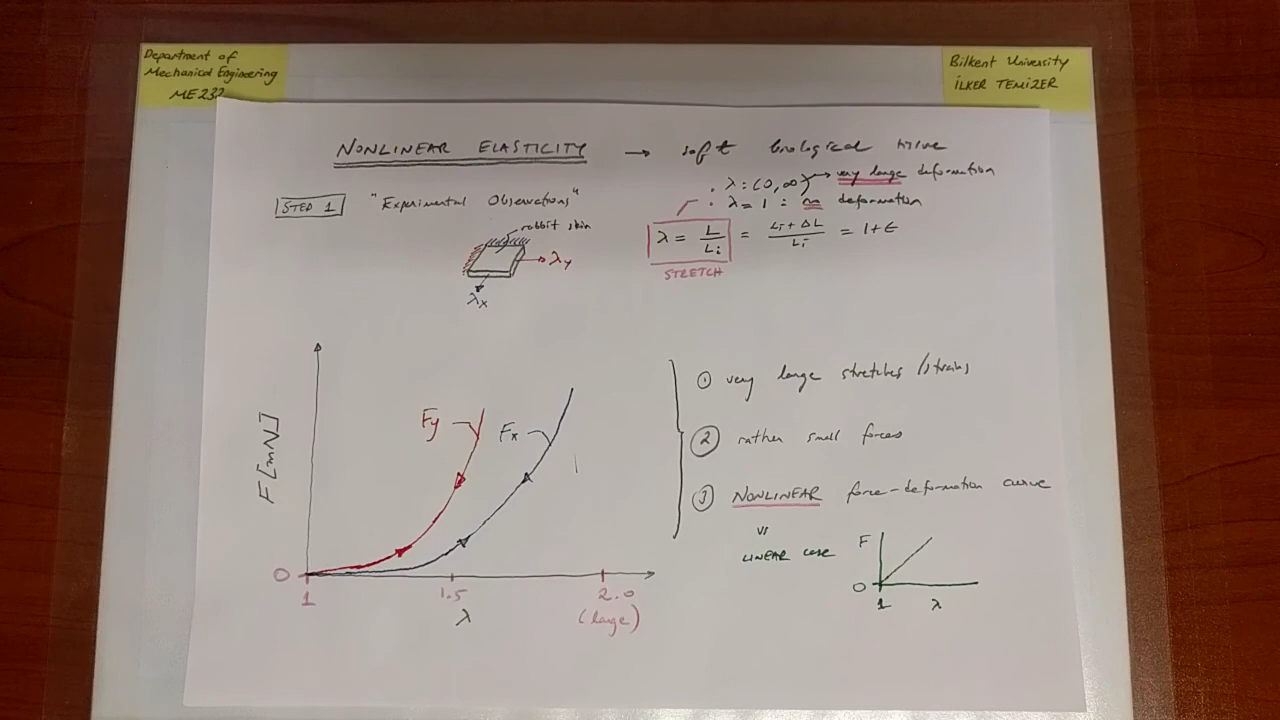 Department of
Mechanical Engineering
ME232
Bilkent University
İLKER TEMİZER
NONLINEAR ELASTICITY → soft biological tissue
STEP 1 "Experimental Observations"
. λ : (0, ∞) → very large deformation
. λ = 1 : no deformation
rabbit skin
λy
λx
λ = L / Li = Li + ΔL / Li = 1 + ε
STRETCH
F [mN]
Fy
Fx
0
1
1.5
2.0
(large)
λ
① very large stretches / strains
② rather small forces
③ NONLINEAR force-deformation curve
vs
LINEAR case
F
0
1
λ